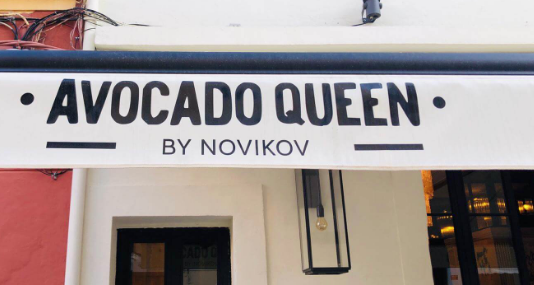 • AVOCADO QUEEN •
BY NOVIKOV